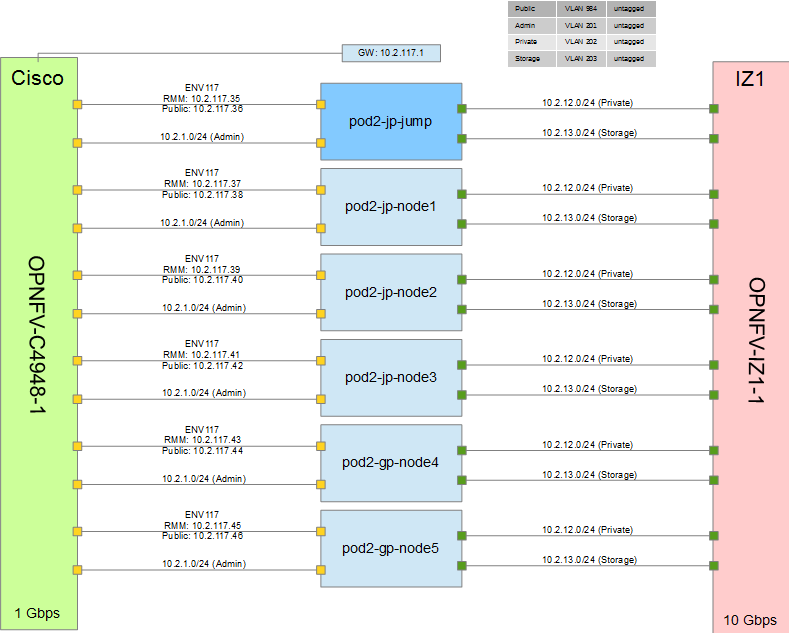 Public VLAN 984 untagged
Admin VLAN 201 untagged
Private VLAN 202 untagged
Storage VLAN 203 untagged
GW: 10.2.117.1
Cisco
OPNFV-C4948-1
1 Gbps
IZ1
OPNFV-IZ1-1
10 Gbps
ENV117
RMM: 10.2.117.35
Public: 10.2.117.36
10.2.1.0/24 (Admin)
pod2-jp-jump
10.2.12.0/24 (Private)
10.2.13.0/24 (Storage)
ENV117
RMM: 10.2.117.37
Public: 10.2.117.38
10.2.1.0/24 (Admin)
pod2-jp-node1
10.2.12.0/24 (Private)
10.2.13.0/24 (Storage)
ENV117
RMM: 10.2.117.39
Public: 10.2.117.40
10.2.1.0/24 (Admin)
pod2-jp-node2
10.2.12.0/24 (Private)
10.2.13.0/24 (Storage)
ENV117
RMM: 10.2.117.41
Public: 10.2.117.42
10.2.1.0/24 (Admin)
pod2-jp-node3
10.2.12.0/24 (Private)
10.2.13.0/24 (Storage)
ENV117
RMM: 10.2.117.43
Public: 10.2.117.44
10.2.1.0/24 (Admin)
pod2-gp-node4
10.2.12.0/24 (Private)
10.2.13.0/24 (Storage)
ENV117
RMM: 10.2.117.45
Public: 10.2.117.46
10.2.1.0/24 (Admin)
pod2-gp-node5
10.2.12.0/24 (Private)
10.2.13.0/24 (Storage)